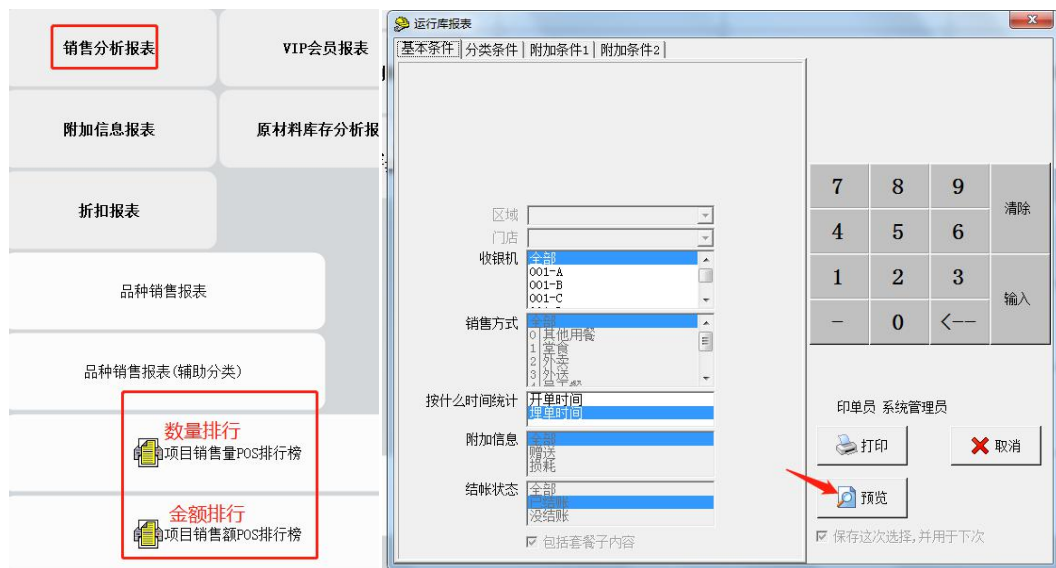 销售分析报表
VIP会员报表
附加信息报表
原材料库存分析报
折扣报表
品种销售报表
品种销售报表(辅助分类)
数量排行
项目销售量POS排行榜
金额排行
项目销售额POS排行榜
运行库报表
基本条件 分类条件 附加条件1 附加条件2
区域
门店
收银机
全部
001-A
001-B
001-C
销售方式
全部
0 其他用餐
1 堂食
2 外卖
3 外送
按什么时间统计
开单时间
埋单时间
附加信息
全部
赠送
损耗
结帐状态
全部
已结账
没结账
包括套餐子内容
7 8 9 清除
4 5 6
1 2 3 输入
- 0 <--
印单员 系统管理员
打印
取消
预览
保存这次选择,并用于下次